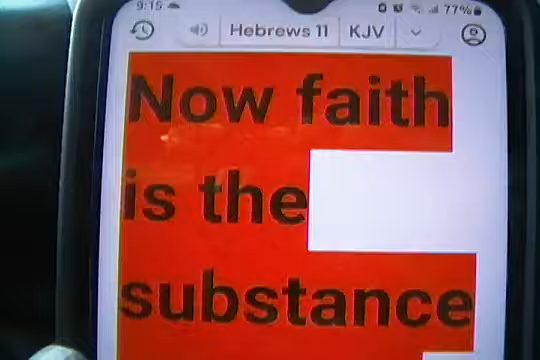 9:15 77%
Hebrews 11 KJV
Now faith
is the
substance